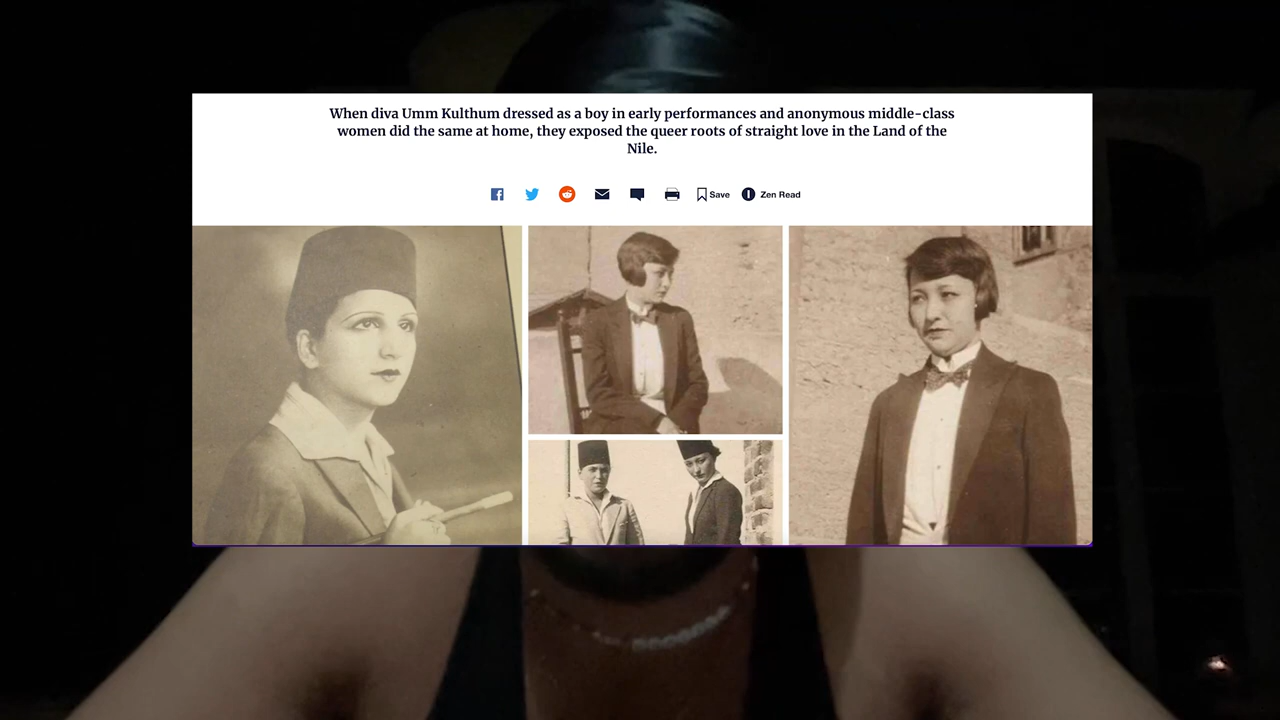 When diva Umm Kulthum dressed as a boy in early performances and anonymous middle-class
women did the same at home, they exposed the queer roots of straight love in the Land of the
Nile.
Save Zen Read